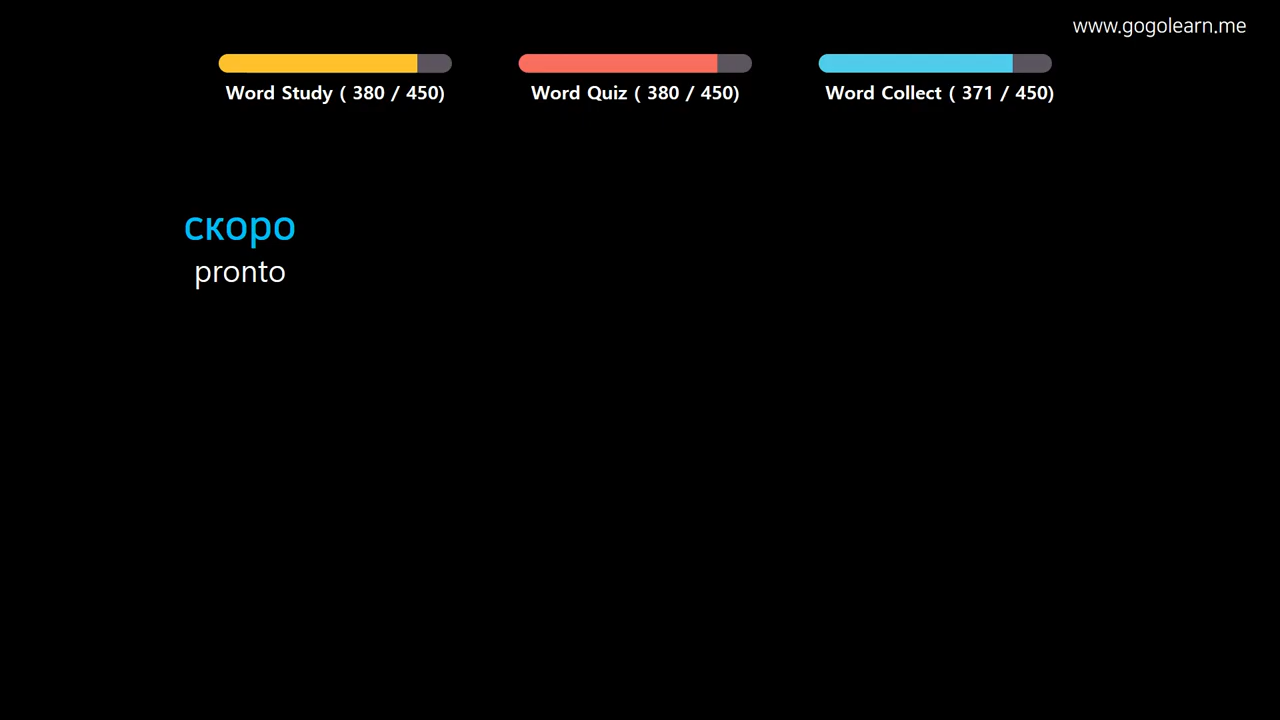 www.gogolearn.me
Word Study ( 380 / 450)
Word Quiz ( 380 / 450)
Word Collect ( 371 / 450)
скоро
pronto